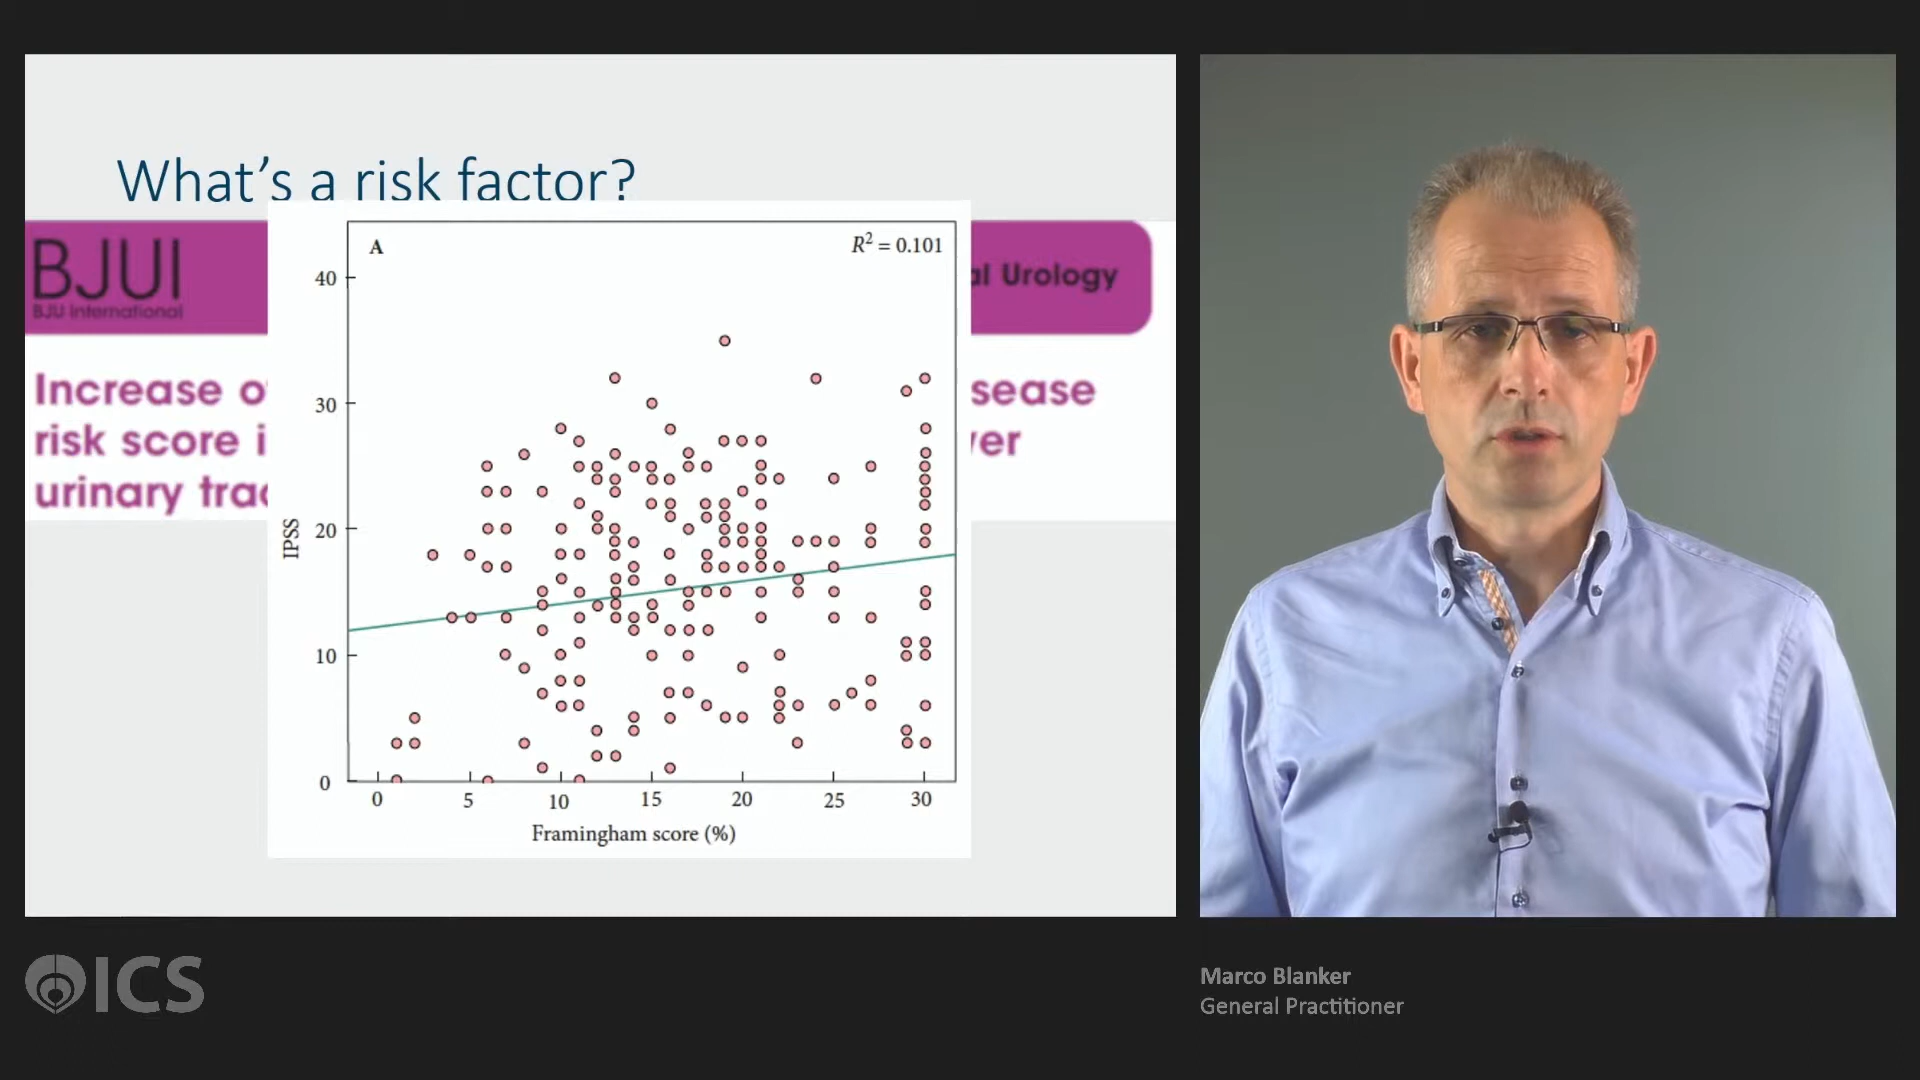 What's a risk factor?
BJUI
BJU International
al Urology
Increase o
sease
risk score i
ver
urinary trac
A
R² = 0.101
40
30
20
10
0
IPSS
0 5 10 15 20 25 30
Framingham score (%)
ICS
Marco Blanker
General Practitioner